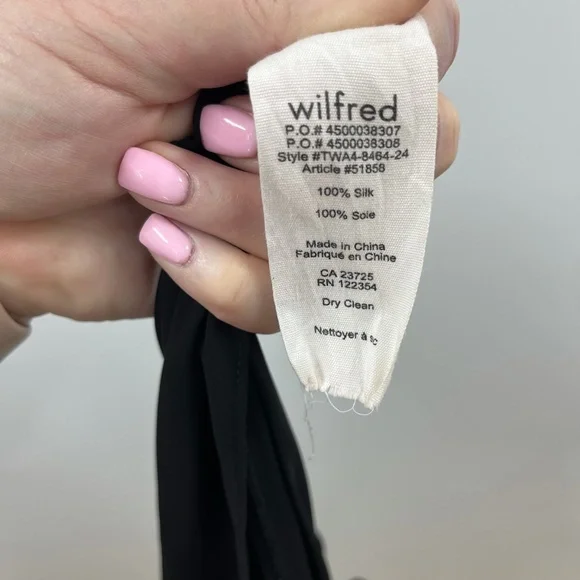 wilfred
P.O.# 4500038307
P.O.# 4500038308
Style #TWA4-8464-24
Article #51858
100% Silk
100% Soie
Made in China
Fabriqué en Chine
CA 23725
RN 122354
Dry Clean
Nettoyer à